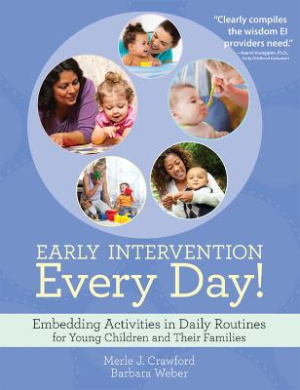 "Clearly compiles
the wisdom EI
providers need."
EARLY INTERVENTION
Every Day!
Embedding Activities in Daily Routines
for Young Children and Their Families
Merle J. Crawford
Barbara Weber